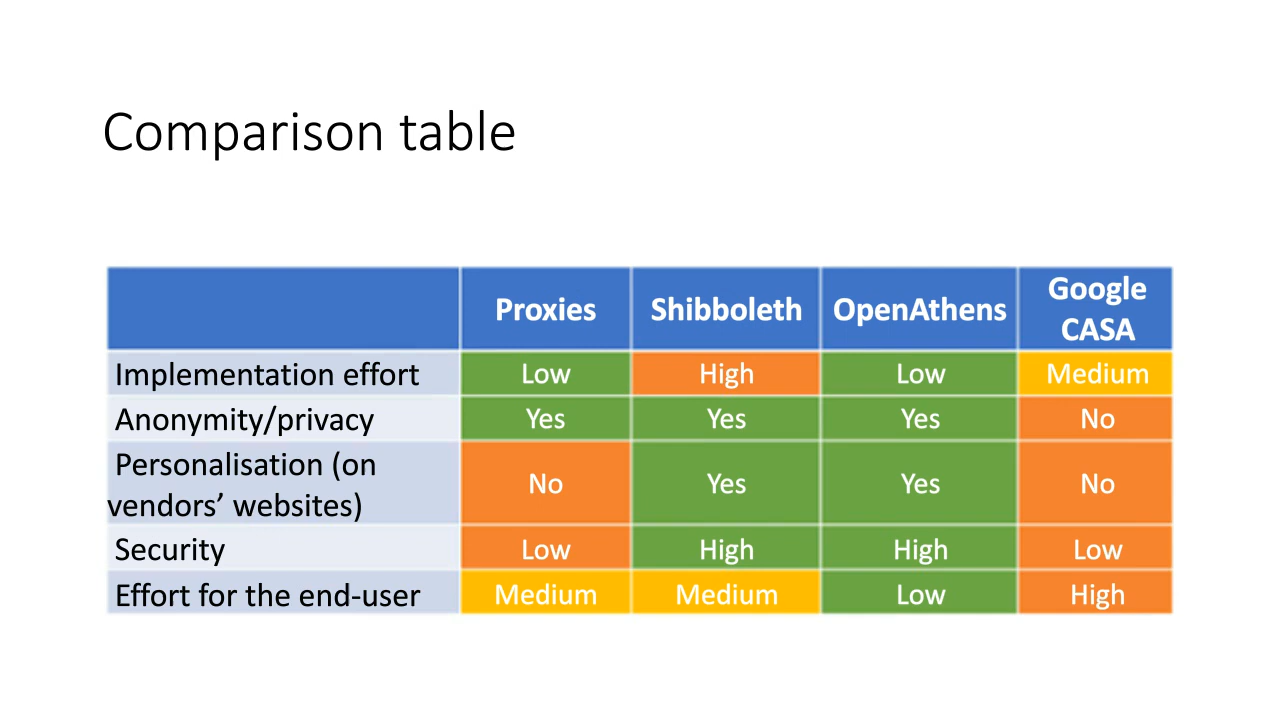 Comparison table
Proxies Shibboleth OpenAthens Google CASA
Implementation effort Low High Low Medium
Anonymity/privacy Yes Yes Yes No
Personalisation (on
vendors’ websites) No Yes Yes No
Security Low High High Low
Effort for the end-user Medium Medium Low High